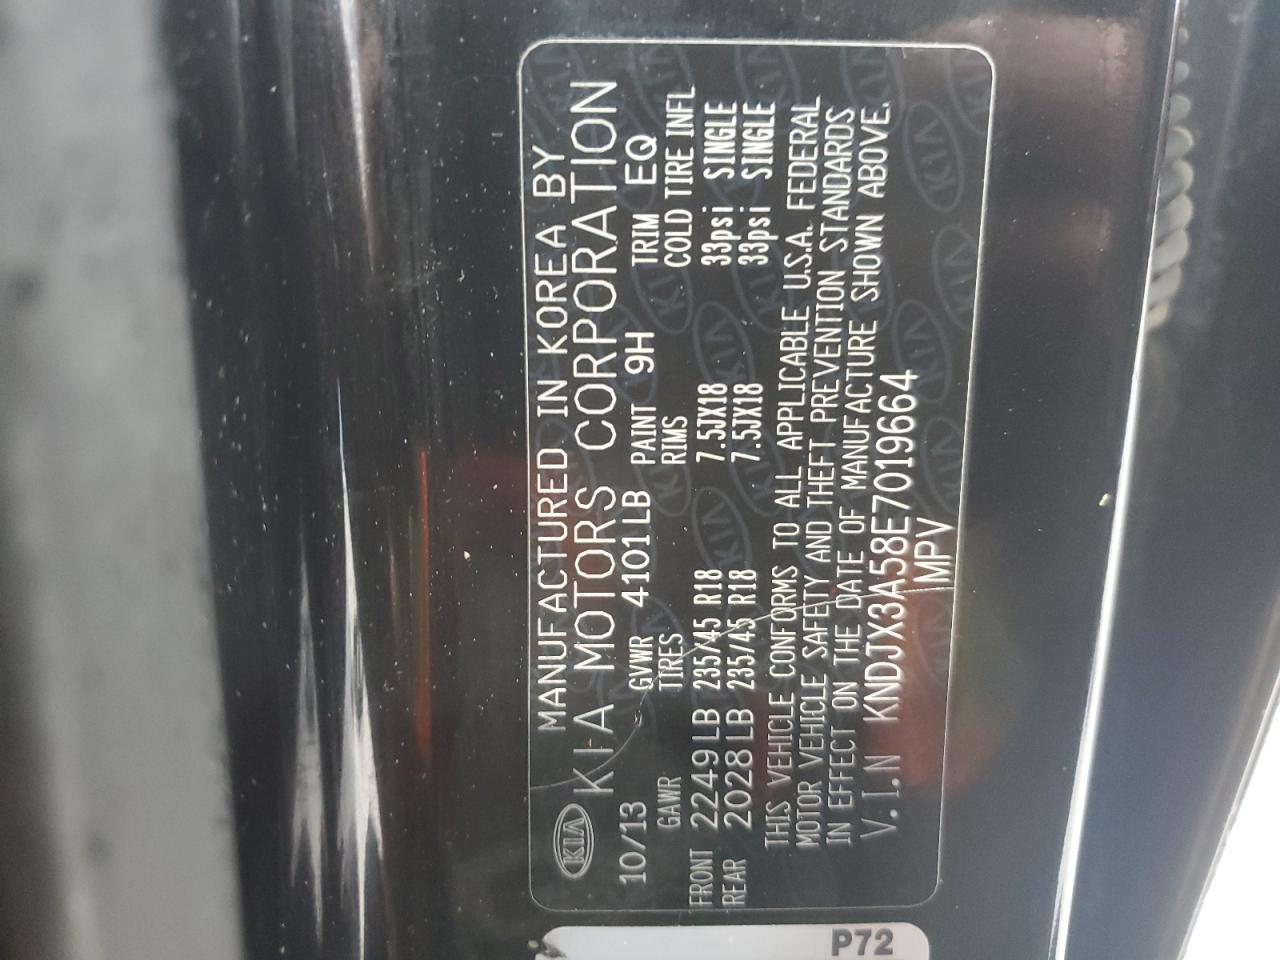 MANUFACTURED IN KOREA BY
KIA KIA MOTORS CORPORATION
10/13 GVWR 4101LB PAINT 9H TRIM EQ
GAWR TIRES RIMS COLD TIRE INFL
FRONT 2249LB 235/45 R18 7.5JX18 33psi SINGLE
REAR 2028LB 235/45 R18 7.5JX18 33psi SINGLE
THIS VEHICLE CONFORMS TO ALL APPLICABLE U.S.A. FEDERAL
MOTOR VEHICLE SAFETY AND THEFT PREVENTION STANDARDS
IN EFFECT ON THE DATE OF MANUFACTURE SHOWN ABOVE.
V.I.N KNDJX3A58E7019664
MPV
P72